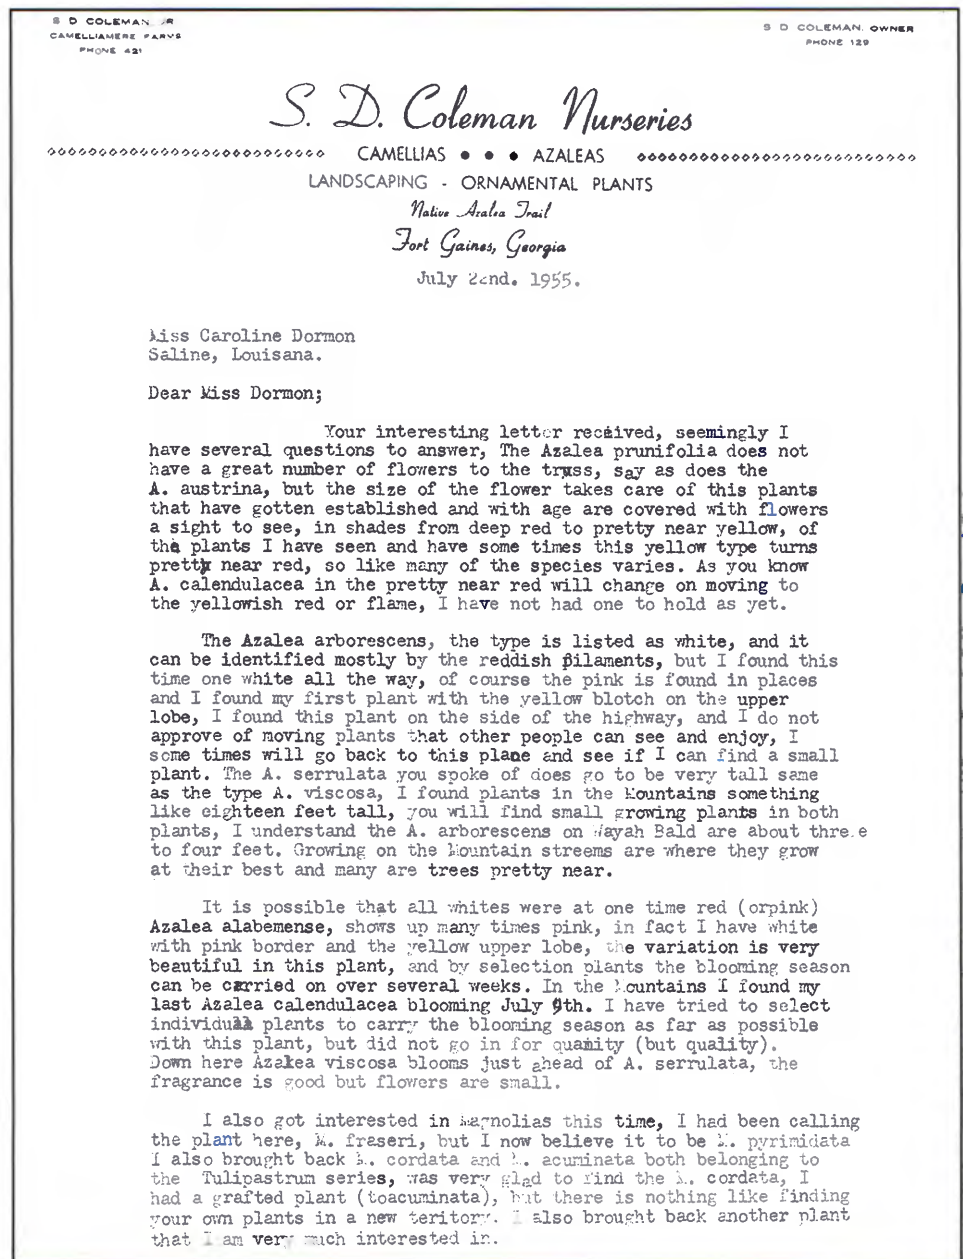 S D COLEMAN JR
CAMELLIAMERE FARMS
PHONE 421
S D COLEMAN. OWNER
PHONE 129
S. D. Coleman Nurseries
CAMELLIAS • • • AZALEAS
LANDSCAPING - ORNAMENTAL PLANTS
Native Azalea Trail
Fort Gaines, Georgia
July 22nd. 1955.
Miss Caroline Dormon
Saline, Louisana.
Dear Miss Dormon;
Your interesting letter received, seemingly I
have several questions to answer, The Azalea prunifolia does not
have a great number of flowers to the truss, say as does the
A. austrina, but the size of the flower takes care of this plants
that have gotten established and with age are covered with flowers
a sight to see, in shades from deep red to pretty near yellow, of
the plants I have seen and have some times this yellow type turns
pretty near red, so like many of the species varies. As you know
A. calendulacea in the pretty near red will change on moving to
the yellowish red or flame, I have not had one to hold as yet.
The Azalea arborescens, the type is listed as white, and it
can be identified mostly by the reddish filaments, but I found this
time one white all the way, of course the pink is found in places
and I found my first plant with the yellow blotch on the upper
lobe, I found this plant on the side of the highway, and I do not
approve of moving plants that other people can see and enjoy, I
some times will go back to this place and see if I can find a small
plant. The A. serrulata you spoke of does go to be very tall same
as the type A. viscosa, I found plants in the Mountains something
like eighteen feet tall, you will find small growing plants in both
plants, I understand the A. arborescens on Wayah Bald are about three
to four feet. Growing on the Mountain streems are where they grow
at their best and many are trees pretty near.
It is possible that all whites were at one time red (orpink)
Azalea alabemense, shows up many times pink, in fact I have white
with pink border and the yellow upper lobe, the variation is very
beautiful in this plant, and by selection plants the blooming season
can be carried on over several weeks. In the Mountains I found my
last Azalea calendulacea blooming July 9th. I have tried to select
individual plants to carry the blooming season as far as possible
with this plant, but did not go in for quanity (but quality).
Down here Azalea viscosa blooms just ahead of A. serrulata, the
fragrance is good but flowers are small.
I also got interested in Magnolias this time, I had been calling
the plant here, M. fraseri, but I now believe it to be M. pyrimidata
I also brought back M. cordata and M. acuminata both belonging to
the Tulipastrum series, was very glad to find the M. cordata, I
had a grafted plant (toacuminata), but there is nothing like finding
your own plants in a new teritory. I also brought back another plant
that I am very much interested in.